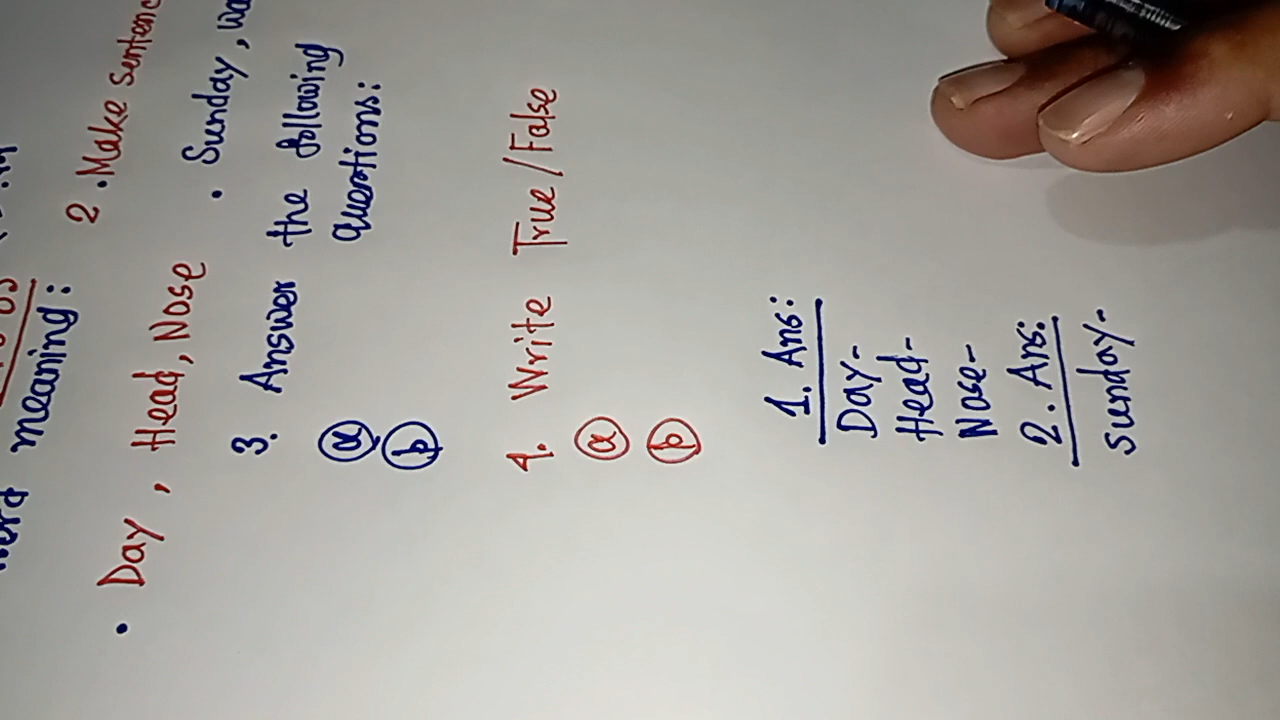 meaning:
2. Make
• Day, Head, Nose
• Sunday,
3. Answer the following
questions:
(a)
(b)
4. Write True/False
(a)
(b)
1. Ans:
Day-
Head-
Nose-
2. Ans:
Sunday-